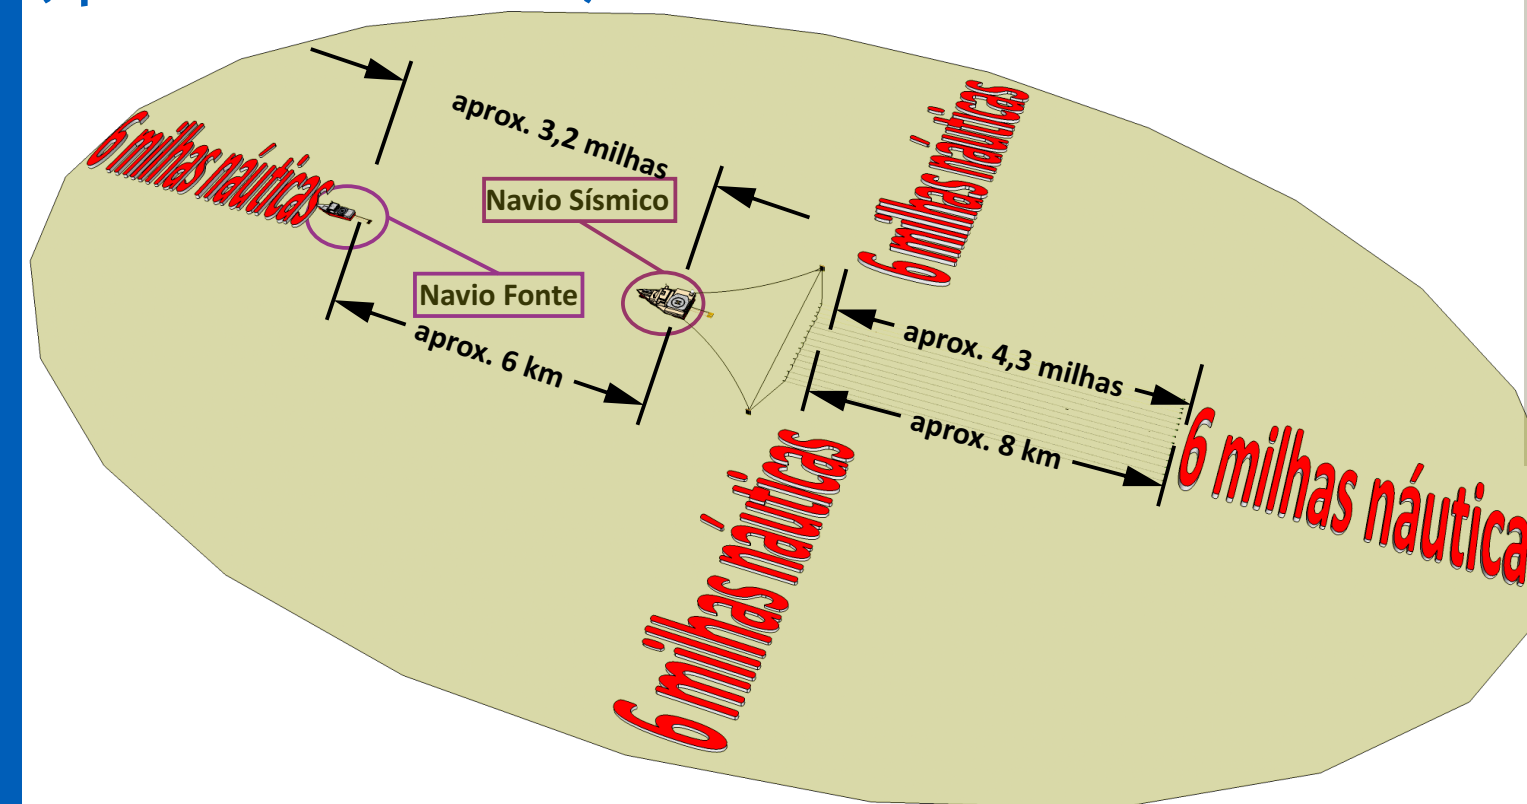 aprox. 3,2 milhas
6 milhas náuticas
6 milhas náuticas
Navio Sísmico
Navio Fonte
aprox. 6 km
aprox. 4,3 milhas
aprox. 8 km
6 milhas náutica
6 milhas náuticas